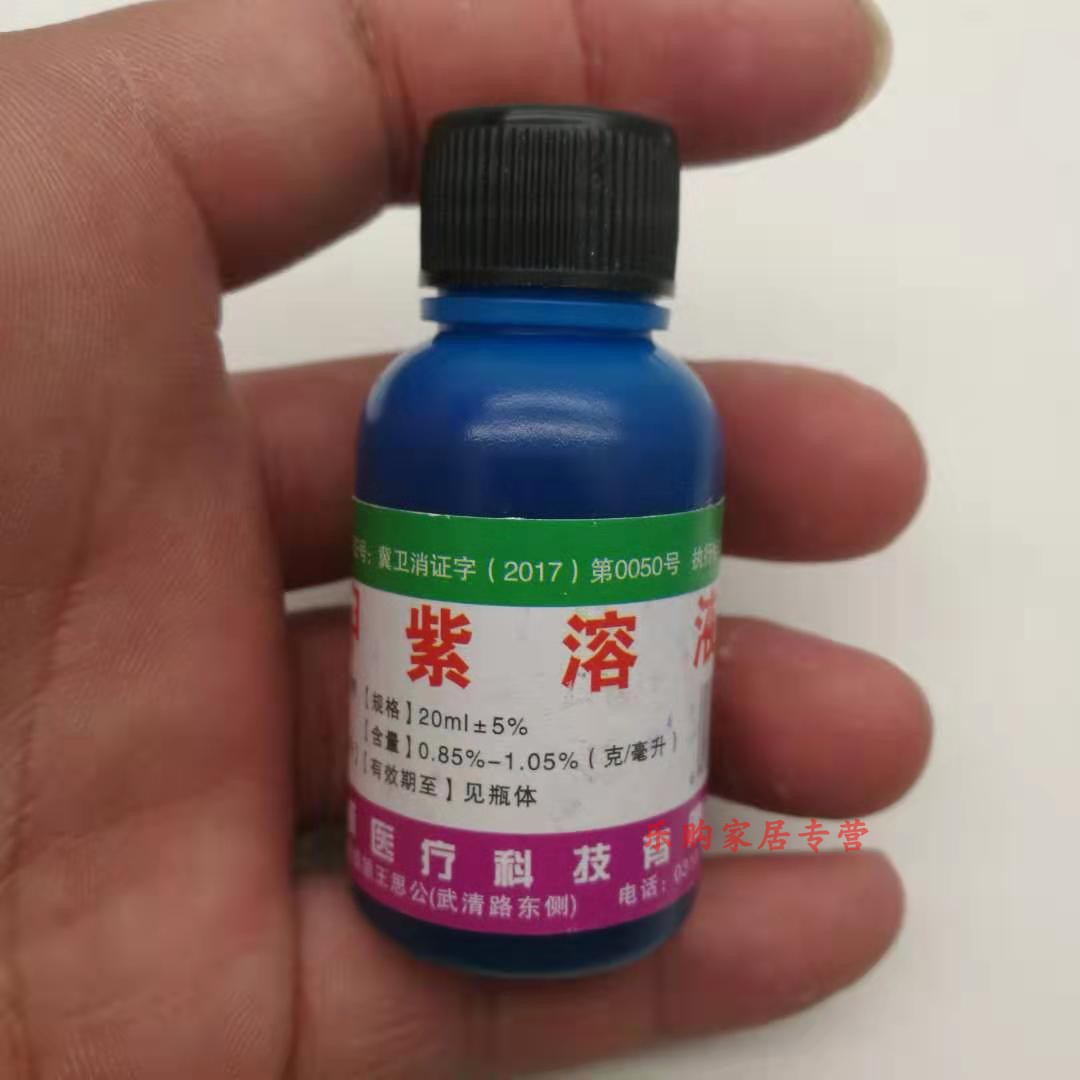 号：冀卫消证字（2017）第0050号 执行
紫溶液
【规格】20ml±5%
【含量】0.85%-1.05%（克/毫升）
【有效期至】见瓶体
医疗科技有
王思公(武清路东侧) 电话：03
乐购家居专营